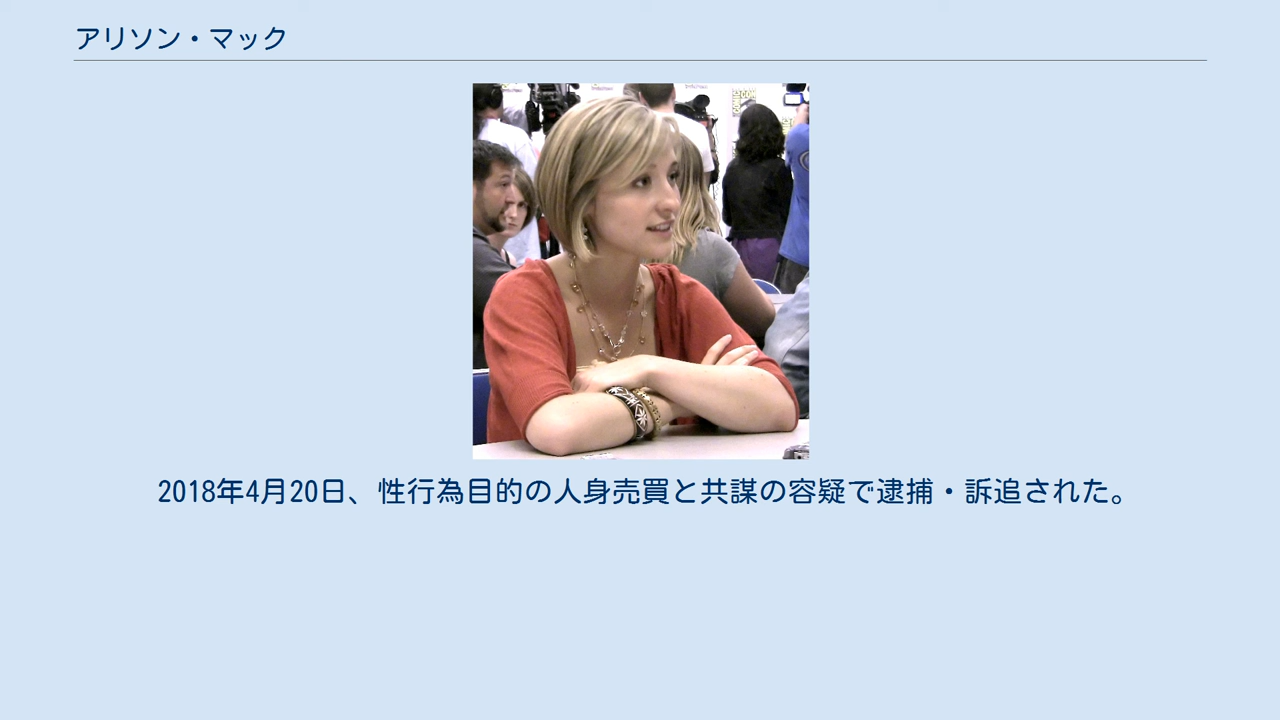 アリソン・マック
2018年4月20日、性行為目的の人身売買と共謀の容疑で逮捕・訴追された。